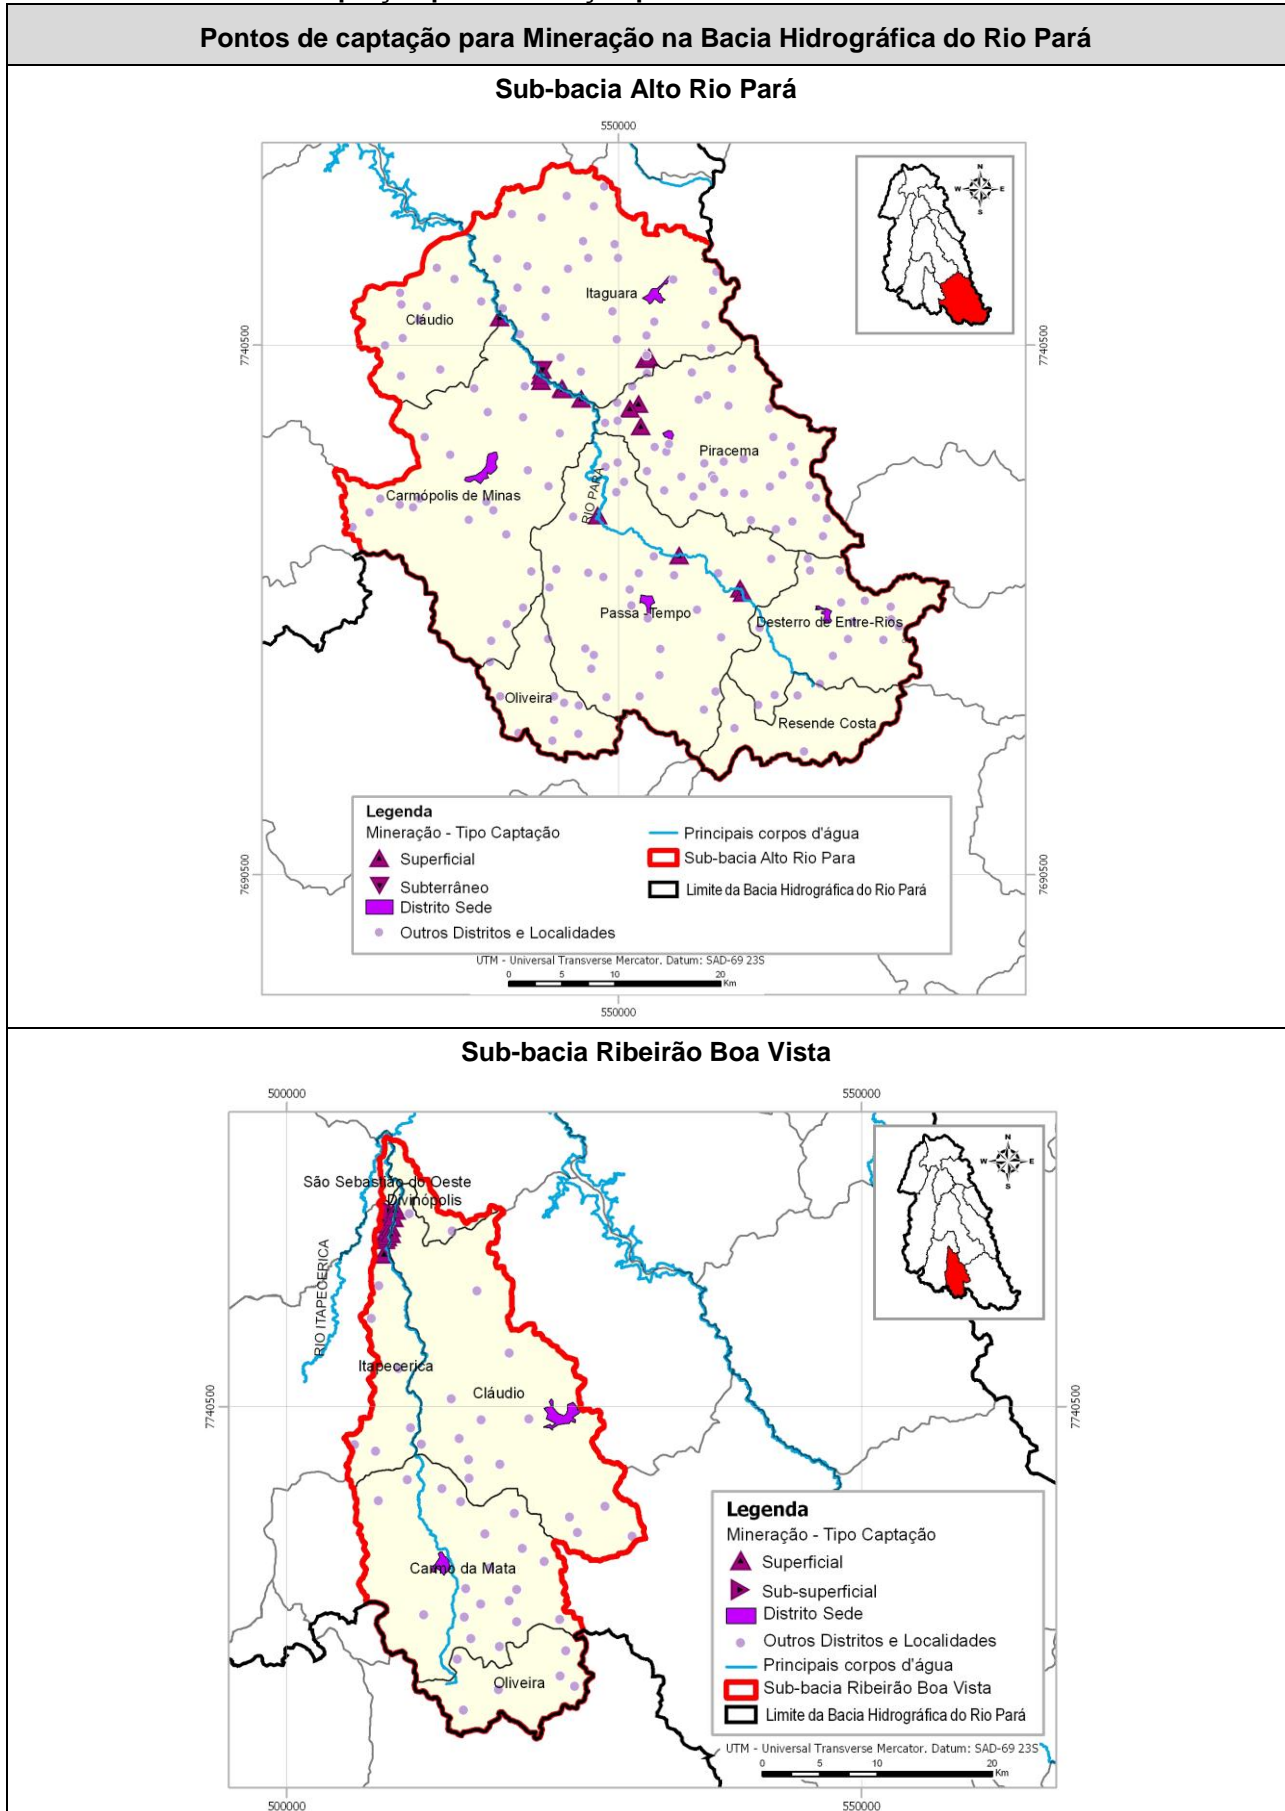 Pontos de captação para Mineração na Bacia Hidrográfica do Rio Pará
Sub-bacia Alto Rio Pará
550000
N
W E
S
Itaguara
Cláudio
7740500
7740500
Piracema
RIO PARÁ
Carmópolis de Minas
Passa -Tempo
Desterro de Entre-Rios
Oliveira
Resende Costa
Legenda
Mineração - Tipo Captação
Superficial
Subterrâneo
Distrito Sede
Outros Distritos e Localidades
Principais corpos d'água
Sub-bacia Alto Rio Para
Limite da Bacia Hidrográfica do Rio Pará
7690500
7690500
UTM - Universal Transverse Mercator. Datum: SAD-69 23S
0 5 10 20
Km
550000
Sub-bacia Ribeirão Boa Vista
500000 550000
N
W E
S
São Sebastião do Oeste
Divinópolis
RIO ITAPECERICA
Itapecerica
Cláudio
7740500
7740500
Carmo da Mata
Oliveira
Legenda
Mineração - Tipo Captação
Superficial
Sub-superficial
Distrito Sede
Outros Distritos e Localidades
Principais corpos d'água
Sub-bacia Ribeirão Boa Vista
Limite da Bacia Hidrográfica do Rio Pará
UTM - Universal Transverse Mercator. Datum: SAD-69 23S
0 5 10 20
Km
500000 550000